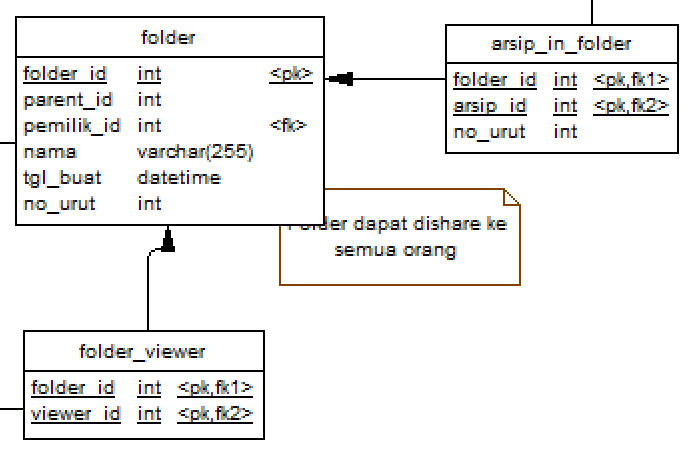 folder
folder_id int <pk>
parent_id int
pemilik_id int <fk>
nama varchar(255)
tgl_buat datetime
no_urut int
arsip_in_folder
folder_id int <pk,fk1>
arsip_id int <pk,fk2>
no_urut int
Folder dapat dishare ke
semua orang
folder_viewer
folder_id int <pk,fk1>
viewer_id int <pk,fk2>